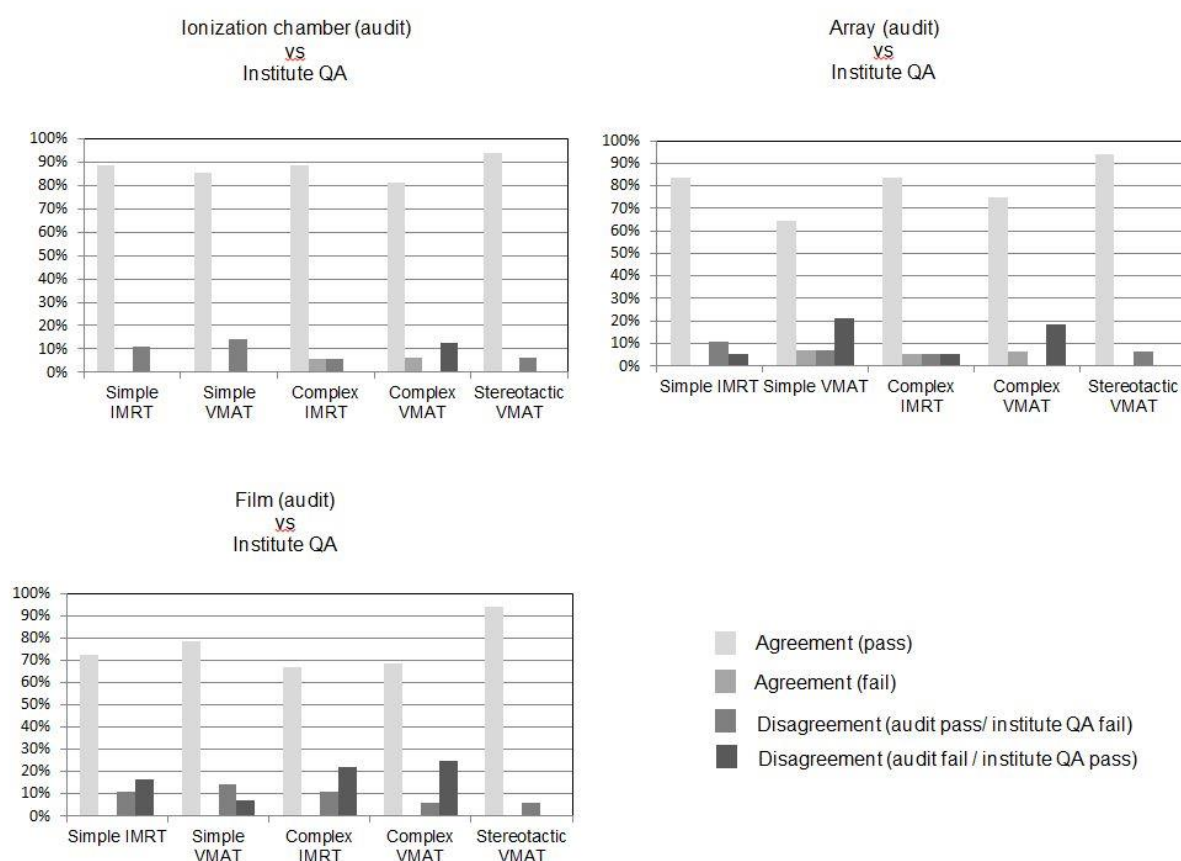 Ionization chamber (audit)
vs
Institute QA
100%
90%
80%
70%
60%
50%
40%
30%
20%
10%
0%
Simple IMRT
Simple VMAT
Complex IMRT
Complex VMAT
Stereotactic VMAT
Array (audit)
vs
Institute QA
100%
90%
80%
70%
60%
50%
40%
30%
20%
10%
0%
Simple IMRT
Simple VMAT
Complex IMRT
Complex VMAT
Stereotactic VMAT
Film (audit)
vs
Institute QA
100%
90%
80%
70%
60%
50%
40%
30%
20%
10%
0%
Simple IMRT
Simple VMAT
Complex IMRT
Complex VMAT
Stereotactic VMAT
Agreement (pass)
Agreement (fail)
Disagreement (audit pass/ institute QA fail)
Disagreement (audit fail / institute QA pass)